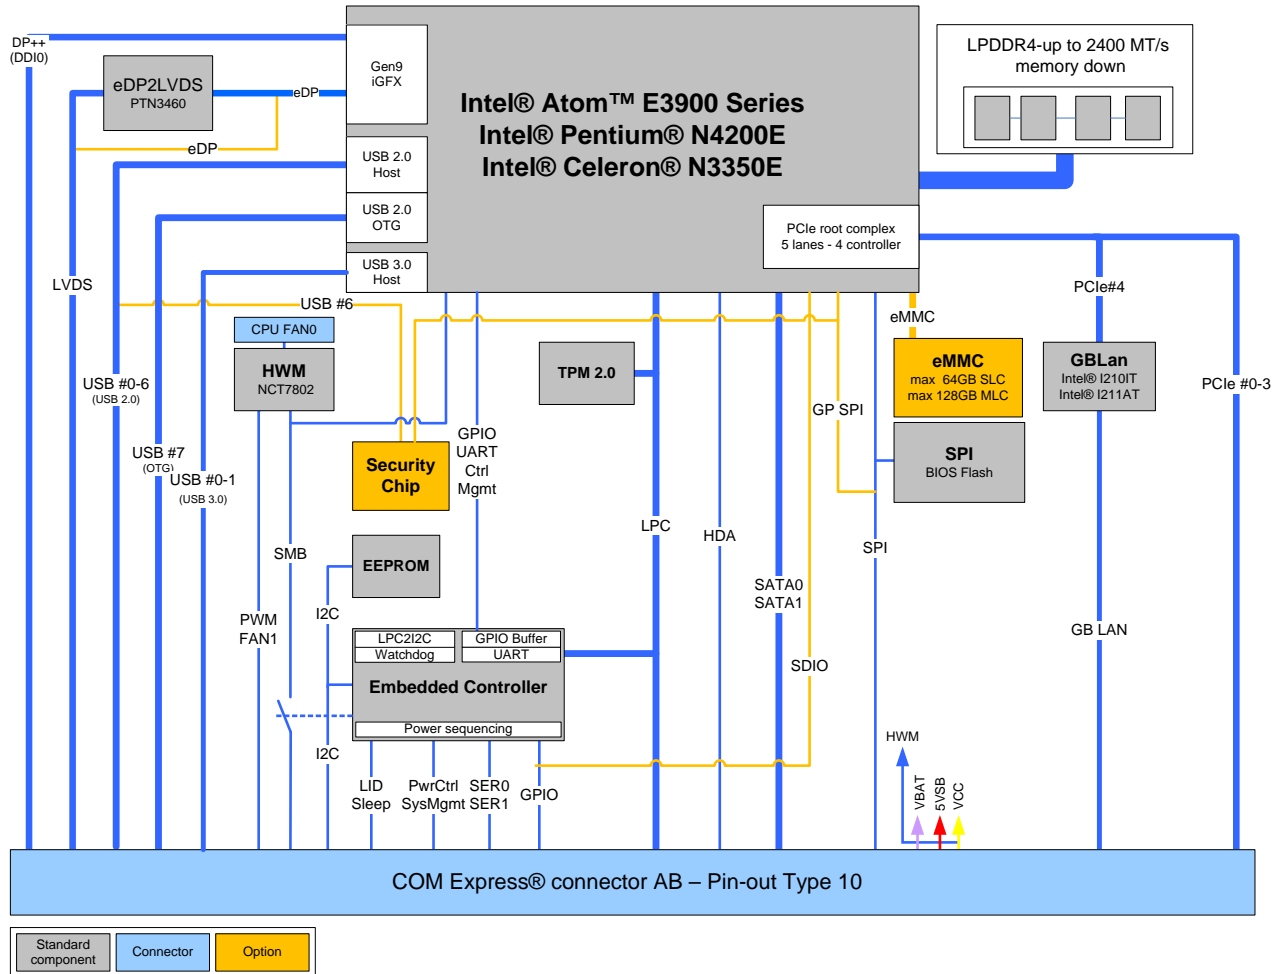 DP++
(DDI0)
eDP2LVDS
PTN3460
eDP
eDP
Gen9
iGFX
Intel® Atom™ E3900 Series
Intel® Pentium® N4200E
Intel® Celeron® N3350E
LPDDR4-up to 2400 MT/s
memory down
USB 2.0
Host
USB 2.0
OTG
USB 3.0
Host
PCIe root complex
5 lanes - 4 controller
LVDS
USB #6
PCIe#4
eMMC
CPU FAN0
HWM
NCT7802
TPM 2.0
eMMC
max 64GB SLC
max 128GB MLC
GBLan
Intel® I210IT
Intel® I211AT
USB #0-6
(USB 2.0)
PCIe #0-3
GP SPI
USB #7
(OTG)
USB #0-1
(USB 3.0)
GPIO
UART
Ctrl
Mgmt
Security
Chip
SPI
BIOS Flash
LPC
HDA
SPI
SMB
EEPROM
SATA0
SATA1
I2C
PWM
FAN1
LPC2I2C
Watchdog
GPIO Buffer
UART
GB LAN
SDIO
Embedded Controller
Power sequencing
I2C
HWM
LID
Sleep
PwrCtrl
SysMgmt
SER0
SER1
GPIO
VBAT
5VSB
VCC
COM Express® connector AB – Pin-out Type 10
Standard
component
Connector
Option